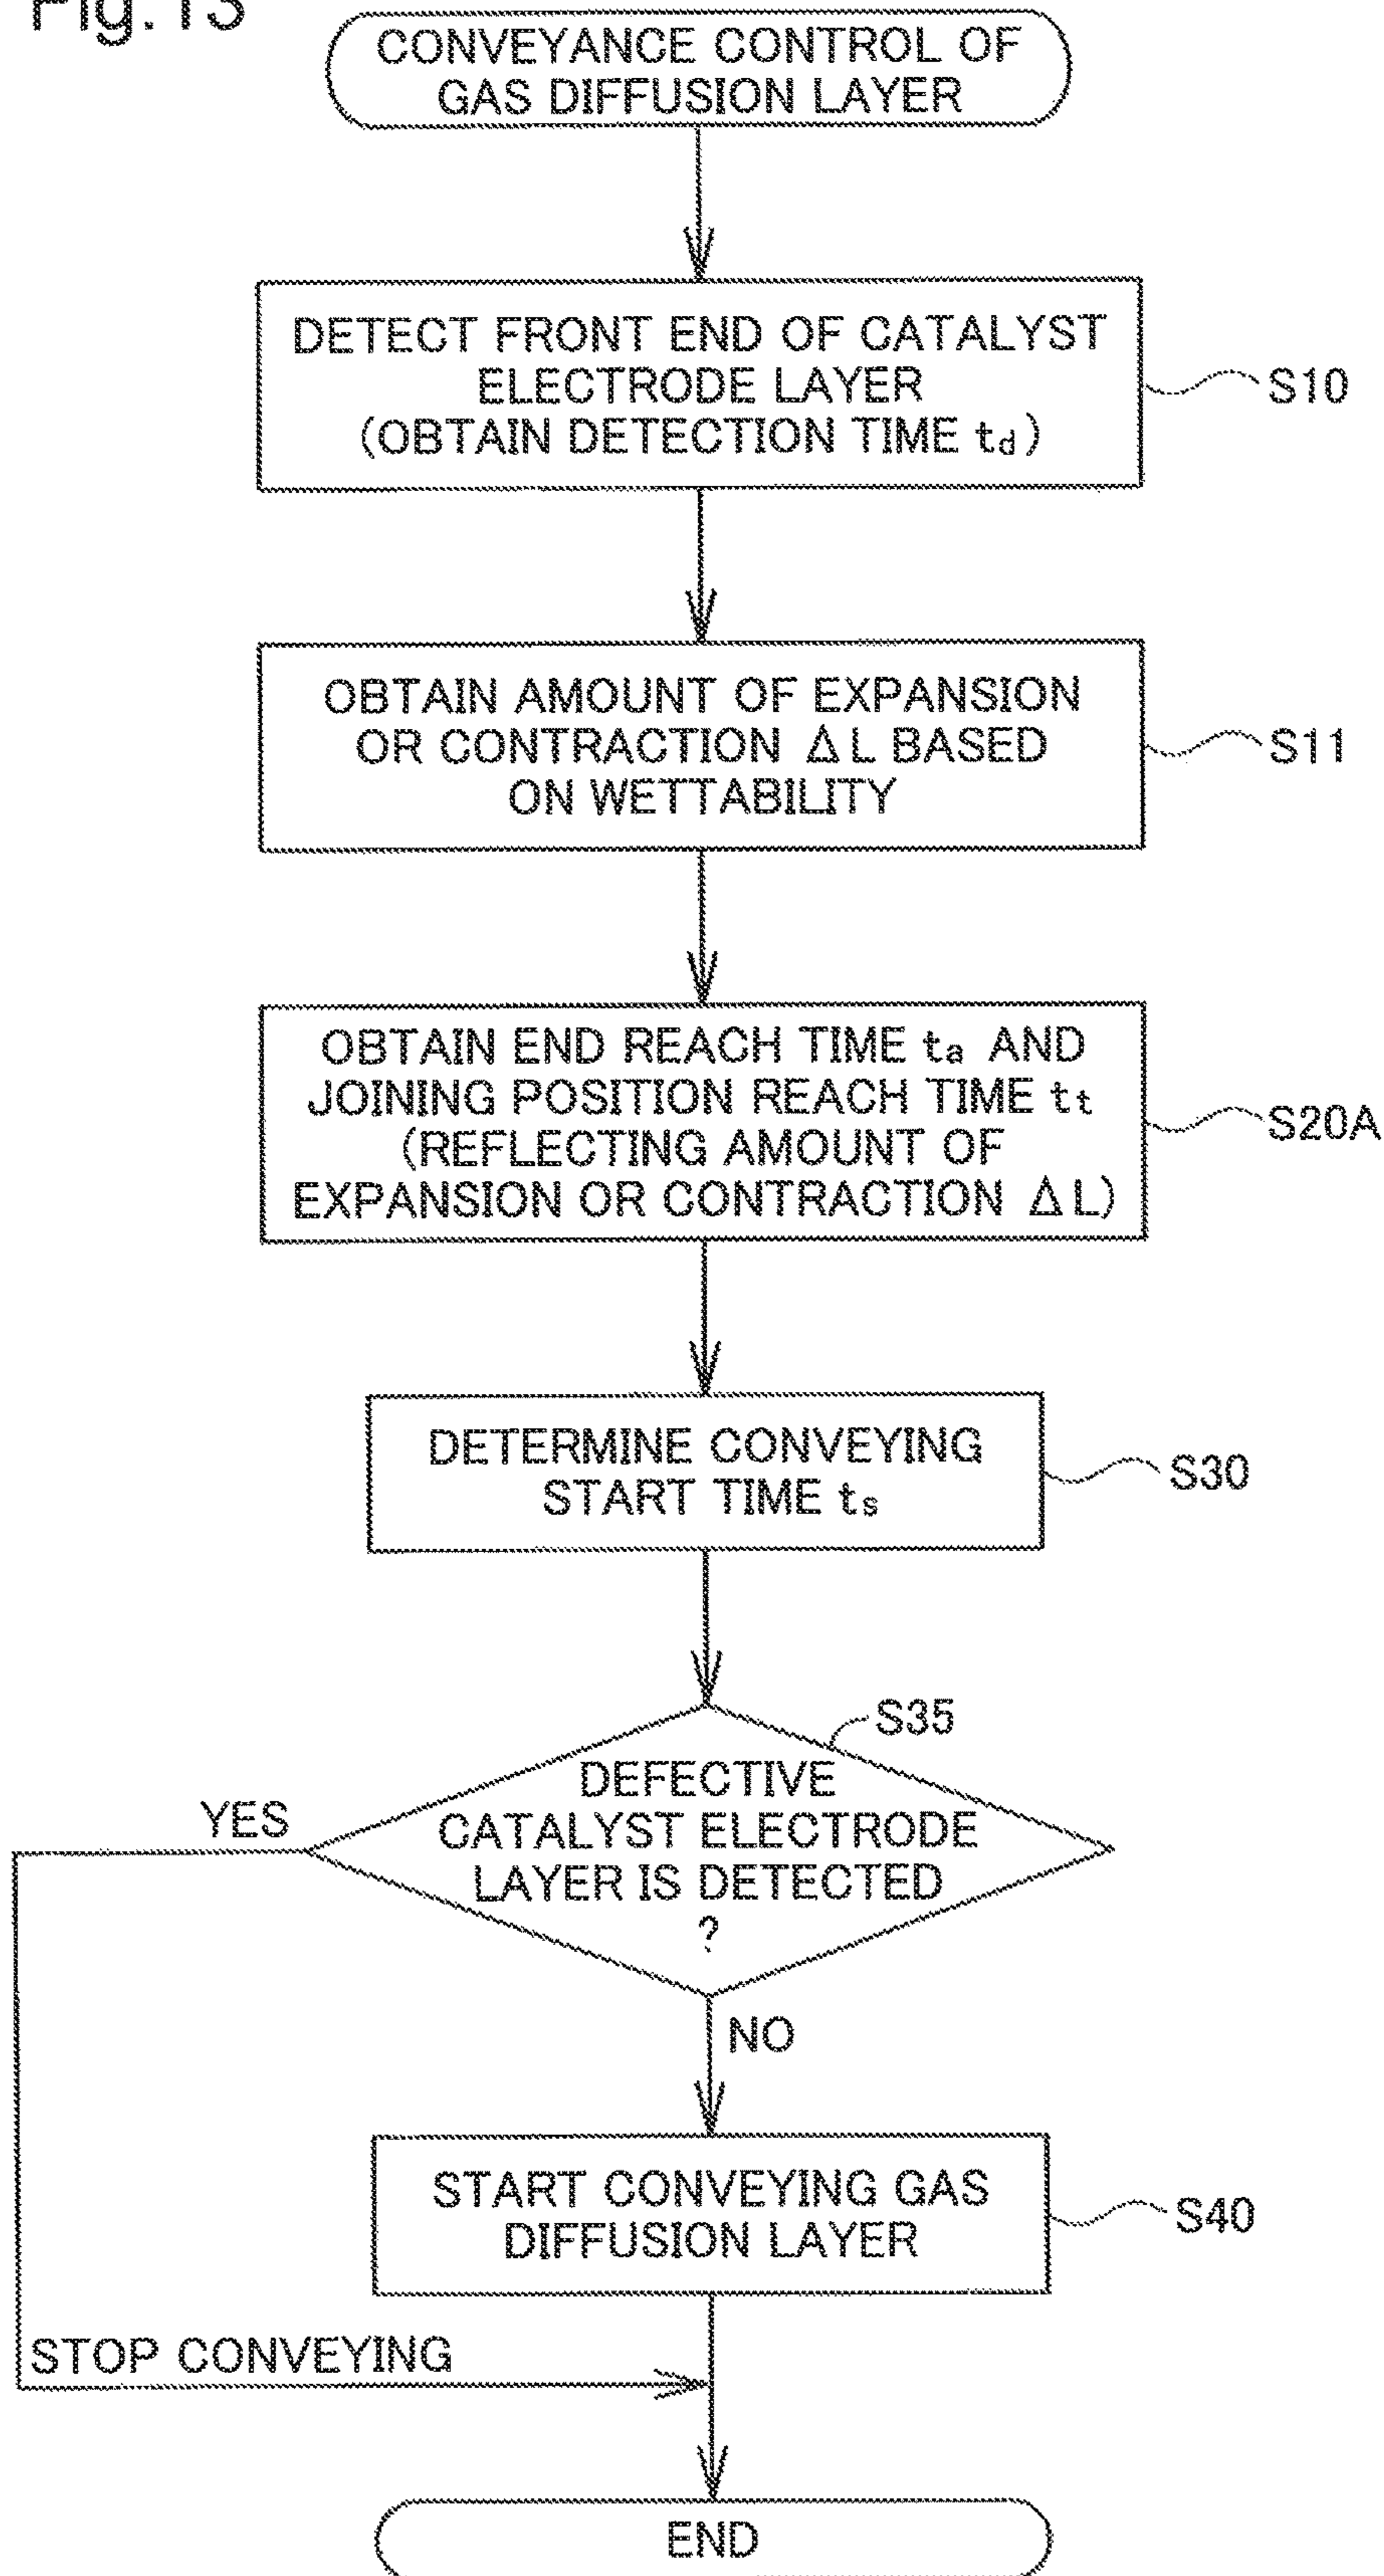 Fig.13
CONVEYANCE CONTROL OF
GAS DIFFUSION LAYER
DETECT FRONT END OF CATALYST
ELECTRODE LAYER
(OBTAIN DETECTION TIME td)
S10
OBTAIN AMOUNT OF EXPANSION
OR CONTRACTION ΔL BASED
ON WETTABILITY
S11
OBTAIN END REACH TIME ta AND
JOINING POSITION REACH TIME tt
(REFLECTING AMOUNT OF
EXPANSION OR CONTRACTION ΔL)
S20A
DETERMINE CONVEYING
START TIME ts
S30
S35
DEFECTIVE
CATALYST ELECTRODE
LAYER IS DETECTED
?
YES
NO
START CONVEYING GAS
DIFFUSION LAYER
S40
STOP CONVEYING
END